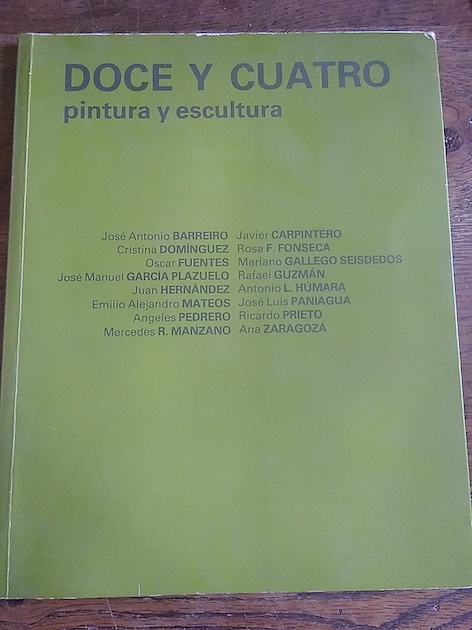 DOCE Y CUATRO
pintura y escultura
José Antonio BARREIRO Javier CARPINTERO
Cristina DOMÍNGUEZ Rosa F. FONSECA
Oscar FUENTES Mariano GALLEGO SEISDEDOS
José Manuel GARCÍA PLAZUELO Rafael GUZMÁN
Juan HERNÁNDEZ Antonio L. HÚMARA
Emilio Alejandro MATEOS José Luis PANIAGUA
Angeles PEDRERO Ricardo PRIETO
Mercedes R. MANZANO Ana ZARAGOZÁ